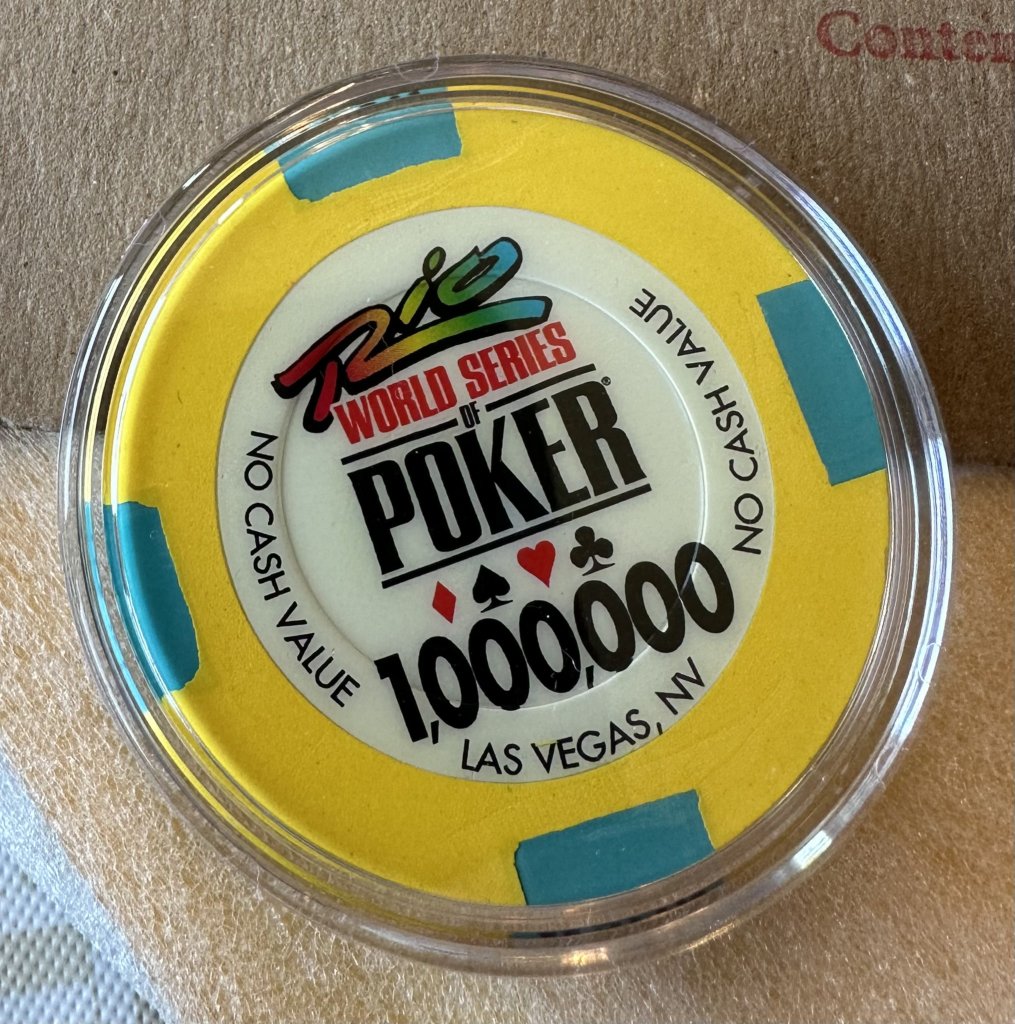 Rio
WORLD SERIES
OF
POKER®
1,000,000
LAS VEGAS, NV
NO CASH VALUE
NO CASH VALUE